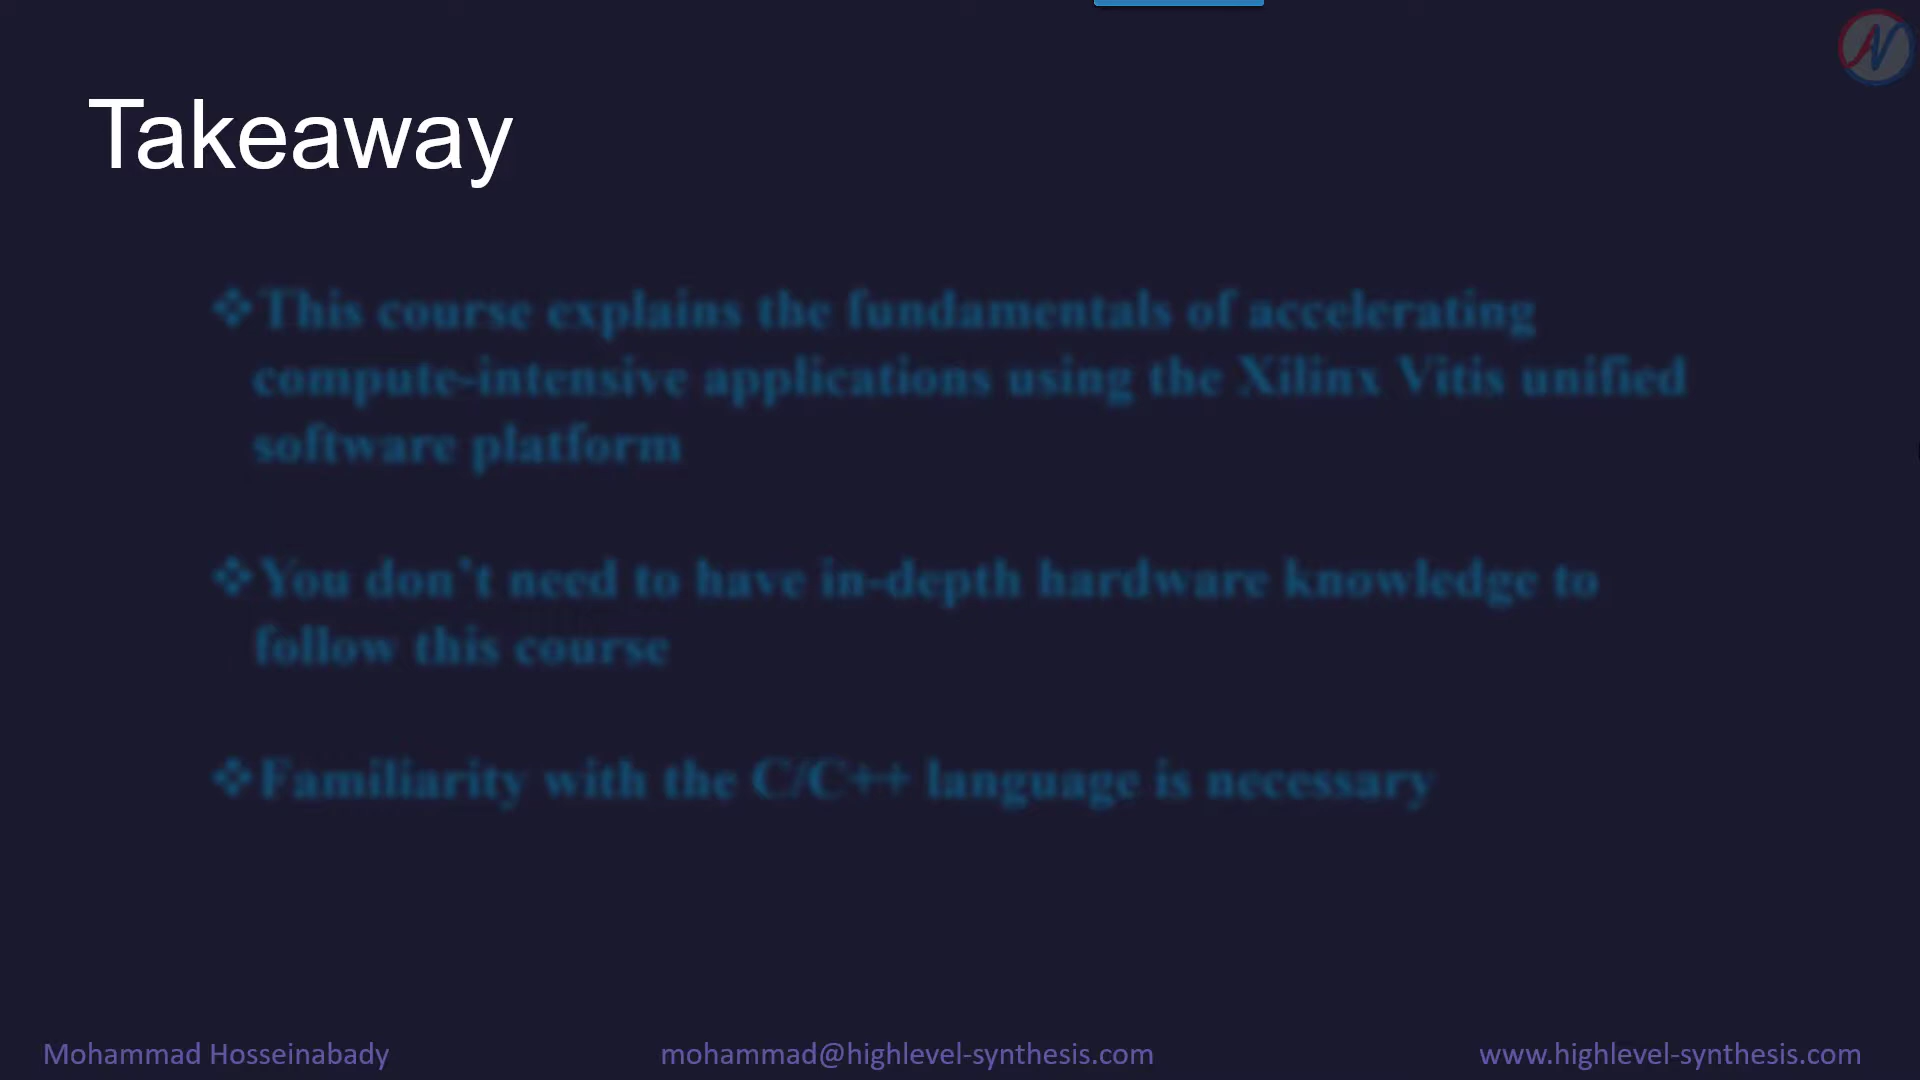 Takeaway
❖This course explains the fundamentals of accelerating
compute-intensive applications using the Xilinx Vitis unified
software platform
❖You don't need to have in-depth hardware knowledge to
follow this course
❖Familiarity with the C/C++ language is necessary
Mohammad Hosseinabady mohammad@highlevel-synthesis.com www.highlevel-synthesis.com